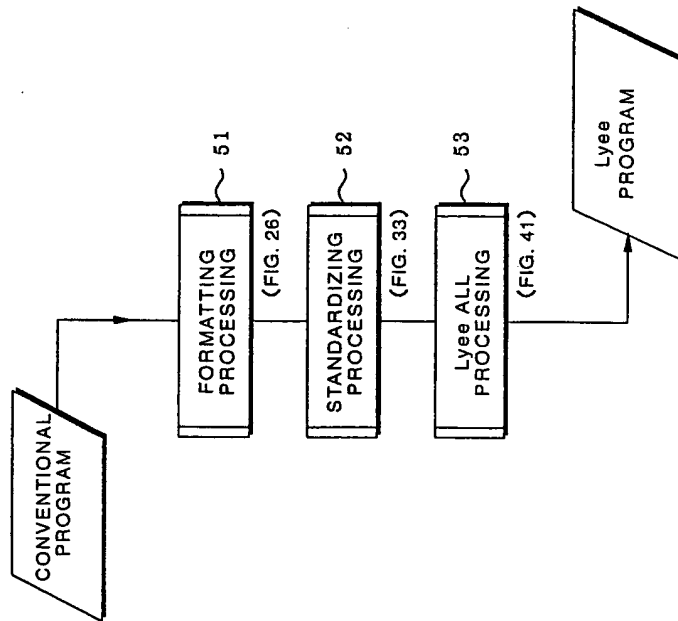 CONVENTIONAL
PROGRAM
FORMATTING
PROCESSING
51
(FIG. 26)
STANDARDIZING
PROCESSING
52
(FIG. 33)
Lyee ALL
PROCESSING
53
(FIG. 41)
Lyee
PROGRAM